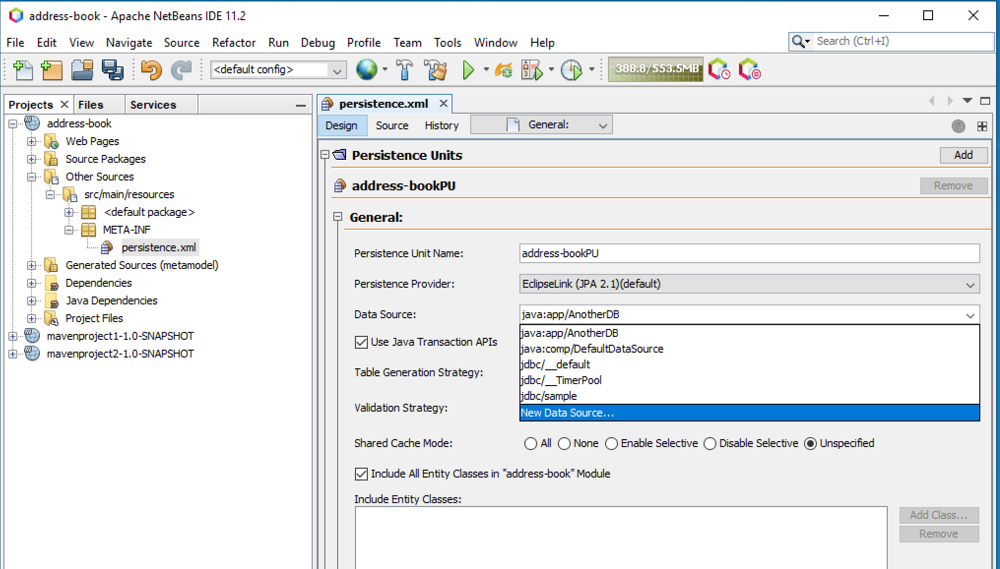 address-book - Apache NetBeans IDE 11.2
File Edit View Navigate Source Refactor Run Debug Profile Team Tools Window Help
Search (Ctrl+I)
<default config>
388.8/553.5MB
Projects Files Services
address-book
Web Pages
Source Packages
Other Sources
src/main/resources
<default package>
META-INF
persistence.xml
Generated Sources (metamodel)
Dependencies
Java Dependencies
Project Files
mavenproject1-1.0-SNAPSHOT
mavenproject2-1.0-SNAPSHOT
persistence.xml
Design Source History General:
Persistence Units Add
address-bookPU Remove
General:
Persistence Unit Name: address-bookPU
Persistence Provider: EclipseLink (JPA 2.1)(default)
Data Source: java:app/AnotherDB
java:app/AnotherDB
java:comp/DefaultDataSource
jdbc/__default
jdbc/__TimerPool
jdbc/sample
New Data Source...
Use Java Transaction APIs
Table Generation Strategy:
Validation Strategy:
Shared Cache Mode: All None Enable Selective Disable Selective Unspecified
Include All Entity Classes in "address-book" Module
Include Entity Classes:
Add Class...
Remove